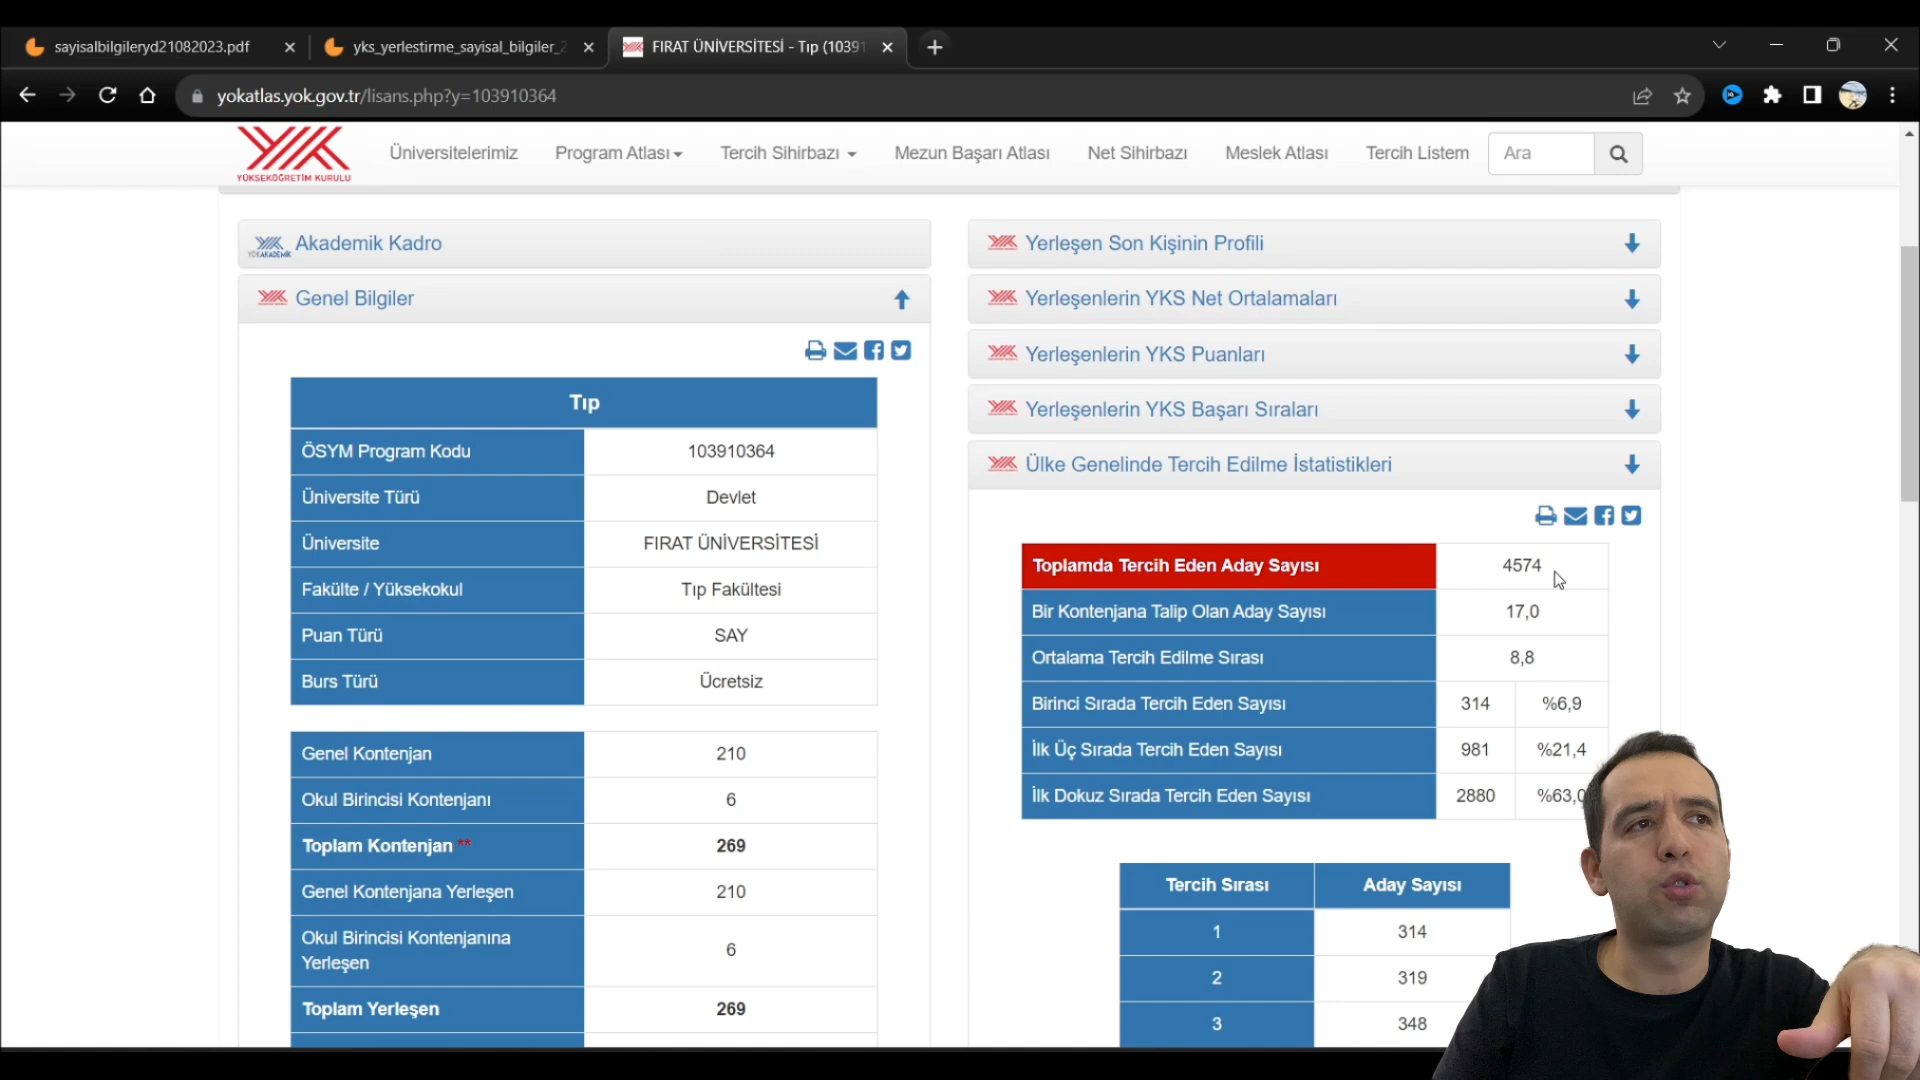 sayisalbilgileryd21082023.pdf
yks_yerlestirme_sayisal_bilgiler_2
FIRAT ÜNİVERSİTESİ - Tıp (10391
yokatlas.yok.gov.tr/lisans.php?y=103910364
YÜKSEKÖĞRETİM KURULU
Üniversitelerimiz
Program Atlası
Tercih Sihirbazı
Mezun Başarı Atlası
Net Sihirbazı
Meslek Atlası
Tercih Listem
Ara
YÖKAKADEMİK
Akademik Kadro
Genel Bilgiler
Tıp
ÖSYM Program Kodu 103910364
Üniversite Türü Devlet
Üniversite FIRAT ÜNİVERSİTESİ
Fakülte / Yüksekokul Tıp Fakültesi
Puan Türü SAY
Burs Türü Ücretsiz
Genel Kontenjan 210
Okul Birincisi Kontenjanı 6
Toplam Kontenjan ** 269
Genel Kontenjana Yerleşen 210
Okul Birincisi Kontenjanına
Yerleşen 6
Toplam Yerleşen 269
Yerleşen Son Kişinin Profili
Yerleşenlerin YKS Net Ortalamaları
Yerleşenlerin YKS Puanları
Yerleşenlerin YKS Başarı Sıraları
Ülke Genelinde Tercih Edilme İstatistikleri
Toplamda Tercih Eden Aday Sayısı 4574
Bir Kontenjana Talip Olan Aday Sayısı 17,0
Ortalama Tercih Edilme Sırası 8,8
Birinci Sırada Tercih Eden Sayısı 314 %6,9
İlk Üç Sırada Tercih Eden Sayısı 981 %21,4
İlk Dokuz Sırada Tercih Eden Sayısı 2880 %63,0
Tercih Sırası Aday Sayısı
1 314
2 319
3 348